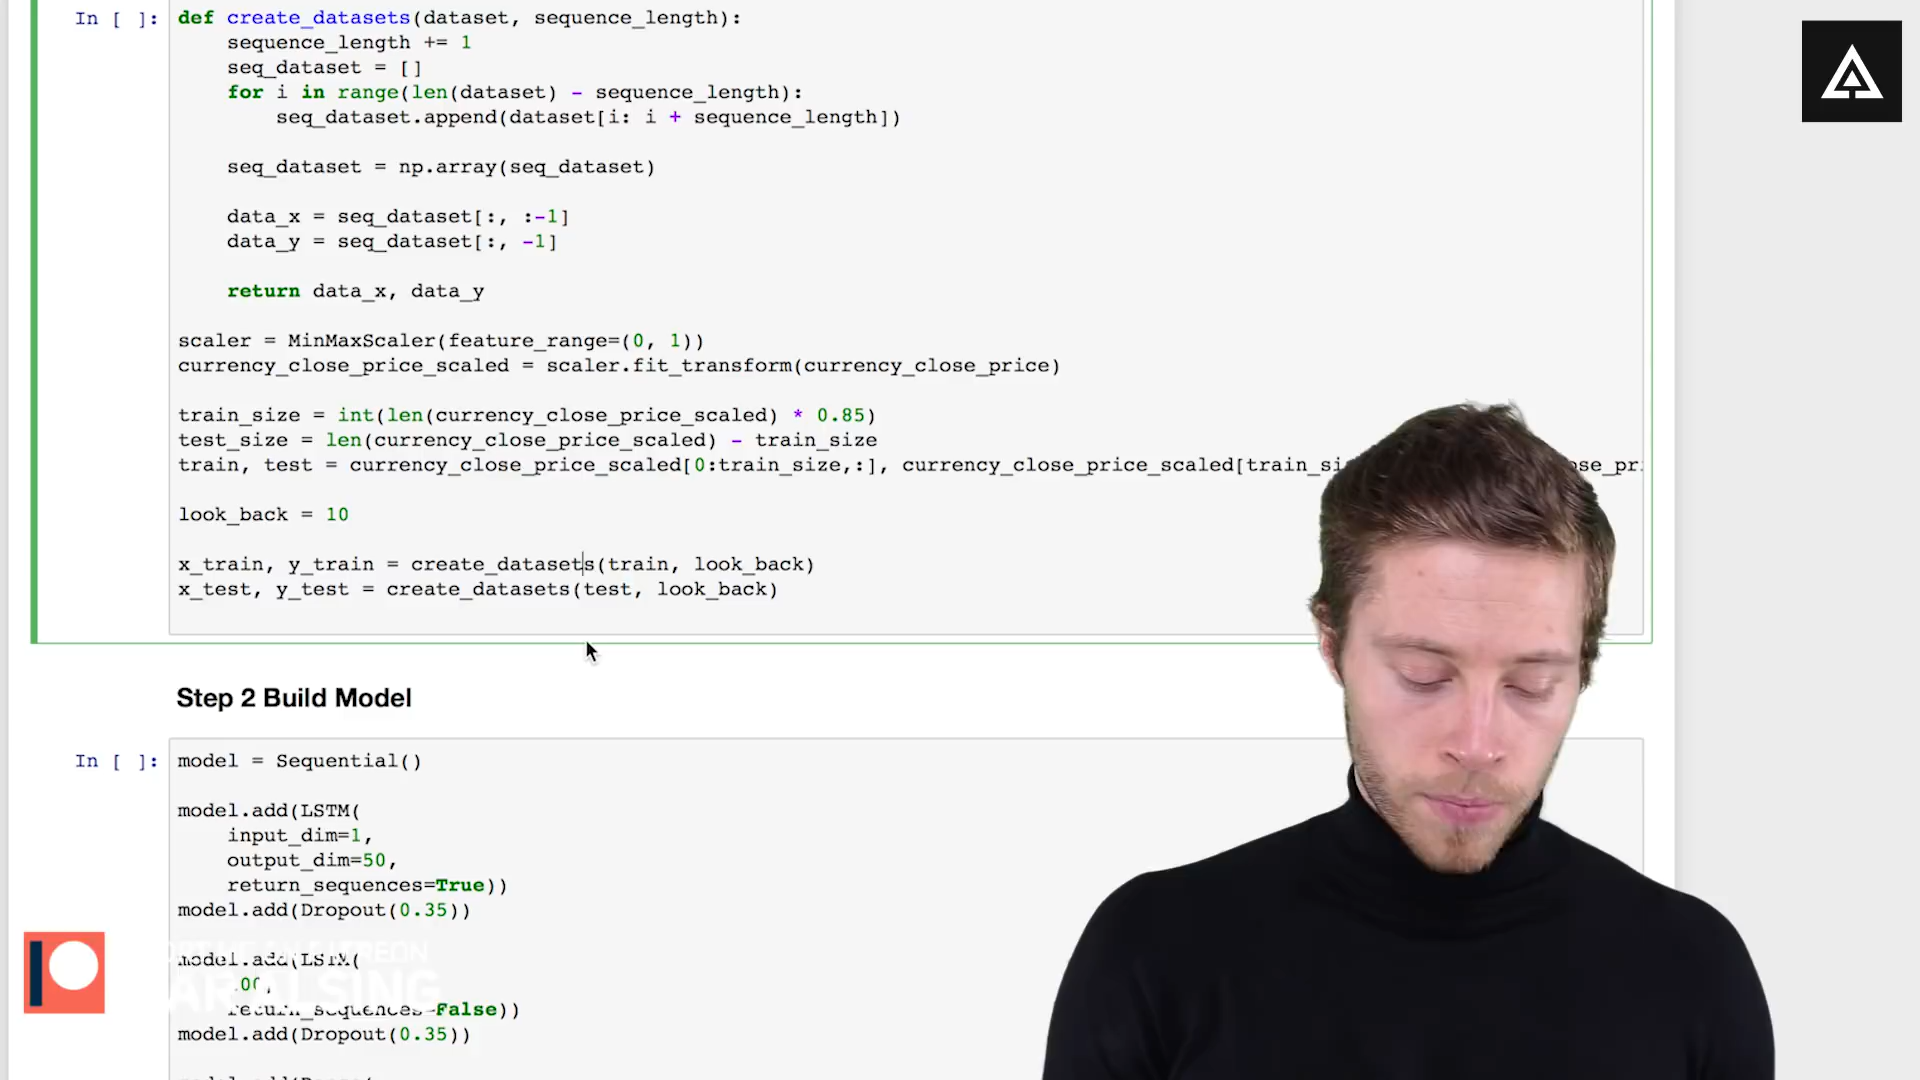 In [ ]:
def create_datasets(dataset, sequence_length):
    sequence_length += 1
    seq_dataset = []
    for i in range(len(dataset) - sequence_length):
        seq_dataset.append(dataset[i: i + sequence_length])
    seq_dataset = np.array(seq_dataset)
    data_x = seq_dataset[:, :-1]
    data_y = seq_dataset[:, -1]
    return data_x, data_y
scaler = MinMaxScaler(feature_range=(0, 1))
currency_close_price_scaled = scaler.fit_transform(currency_close_price)
train_size = int(len(currency_close_price_scaled) * 0.85)
test_size = len(currency_close_price_scaled) - train_size
train, test = currency_close_price_scaled[0:train_size,:], currency_close_price_scaled[train_si
look_back = 10
x_train, y_train = create_datasets(train, look_back)
x_test, y_test = create_datasets(test, look_back)
Step 2 Build Model
In [ ]:
model = Sequential()
model.add(LSTM(
    input_dim=1,
    output_dim=50,
    return_sequences=True))
model.add(Dropout(0.35))
model.add(LSTM(
    return_sequences=False))
model.add(Dropout(0.35))